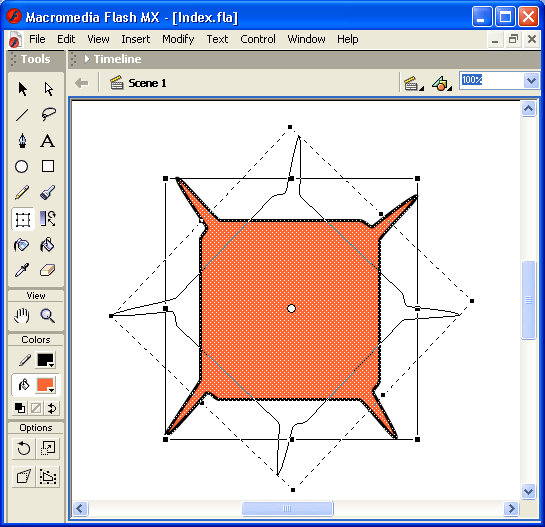 Macromedia Flash MX - [Index.fla]
File Edit View Insert Modify Text Control Window Help
Tools
Timeline
Scene 1
100%
A
View
Colors
Options